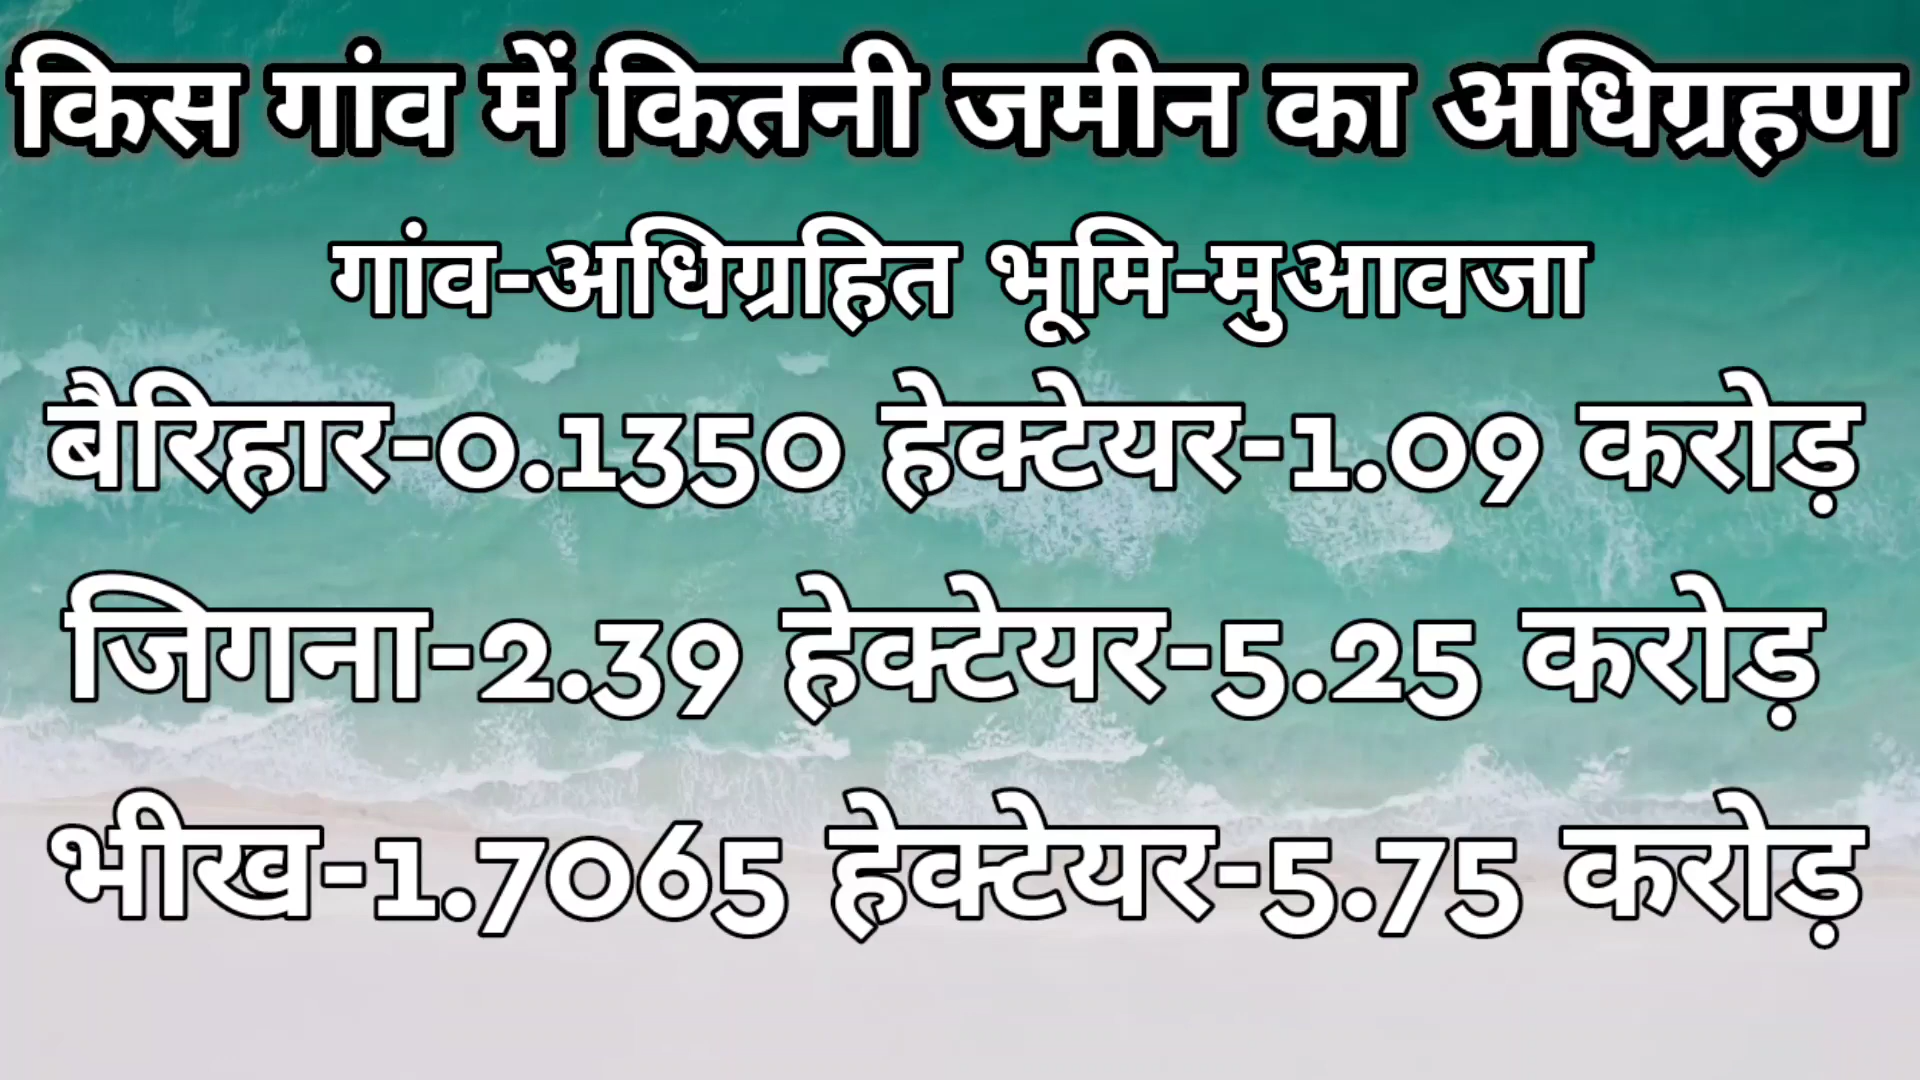 किस गांव में कितनी जमीन का अधिग्रहण
गांव-अधिग्रहित भूमि-मुआवजा
बैरिहार-0.1350 हेक्टेयर-1.09 करोड़
जिगना-2.39 हेक्टेयर-5.25 करोड़
भीख-1.7065 हेक्टेयर-5.75 करोड़